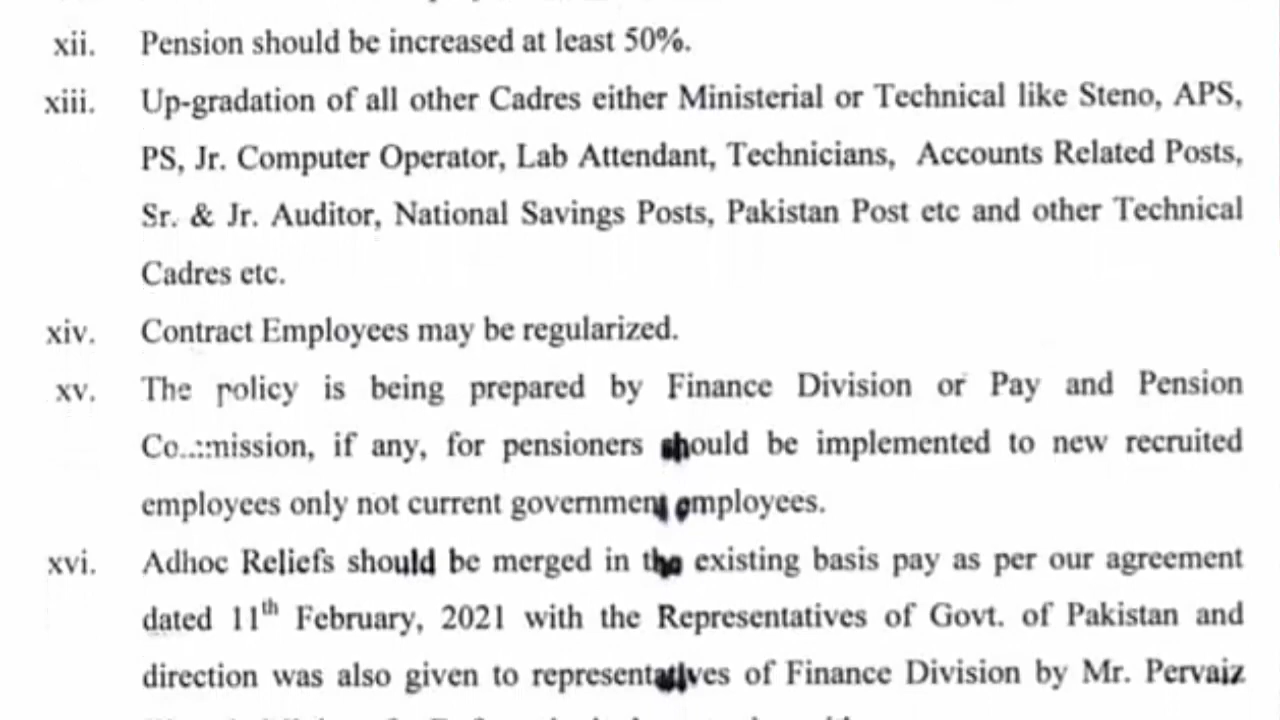 xii. Pension should be increased at least 50%.
xiii. Up-gradation of all other Cadres either Ministerial or Technical like Steno, APS,
PS, Jr. Computer Operator, Lab Attendant, Technicians, Accounts Related Posts,
Sr. & Jr. Auditor, National Savings Posts, Pakistan Post etc and other Technical
Cadres etc.
xiv. Contract Employees may be regularized.
xv. The policy is being prepared by Finance Division or Pay and Pension
Commission, if any, for pensioners should be implemented to new recruited
employees only not current government employees.
xvi. Adhoc Reliefs should be merged in the existing basis pay as per our agreement
dated 11th February, 2021 with the Representatives of Govt. of Pakistan and
direction was also given to representatives of Finance Division by Mr. Pervaiz